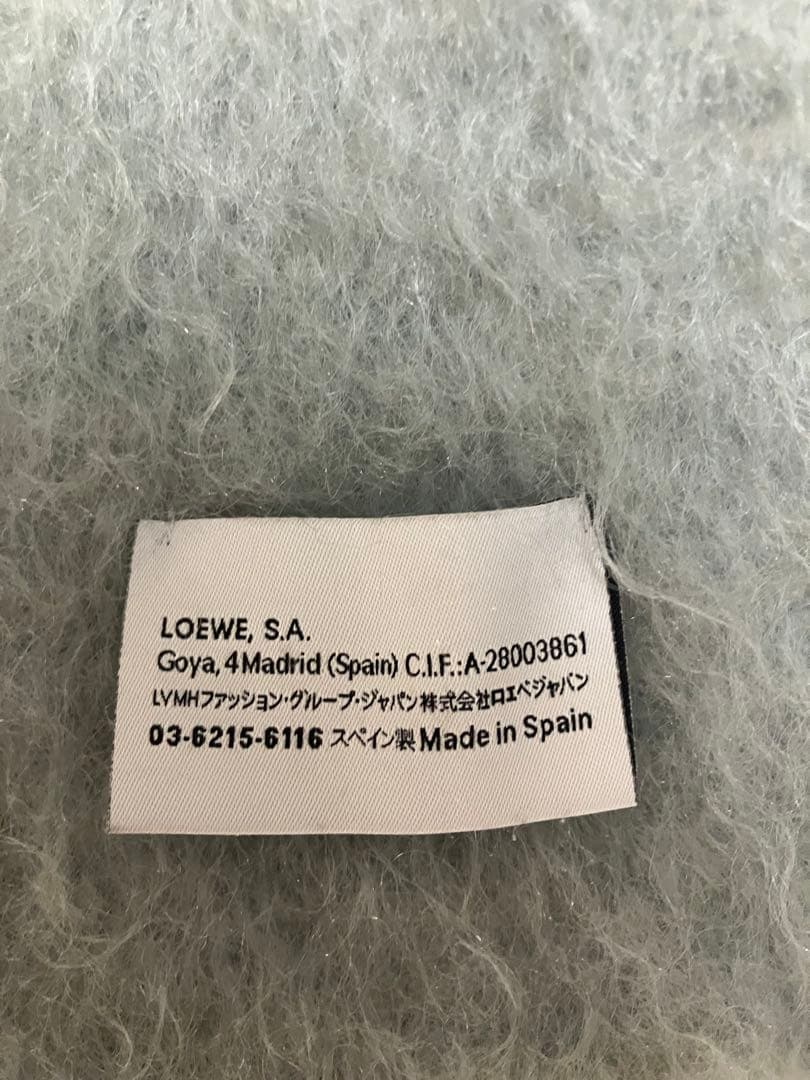 LOEWE, S.A.
Goya, 4 Madrid (Spain) C.I.F.:A-28003861
LVMHファッション・グループ・ジャパン株式会社ロエベジャパン
03-6215-6116 スペイン製 Made in Spain